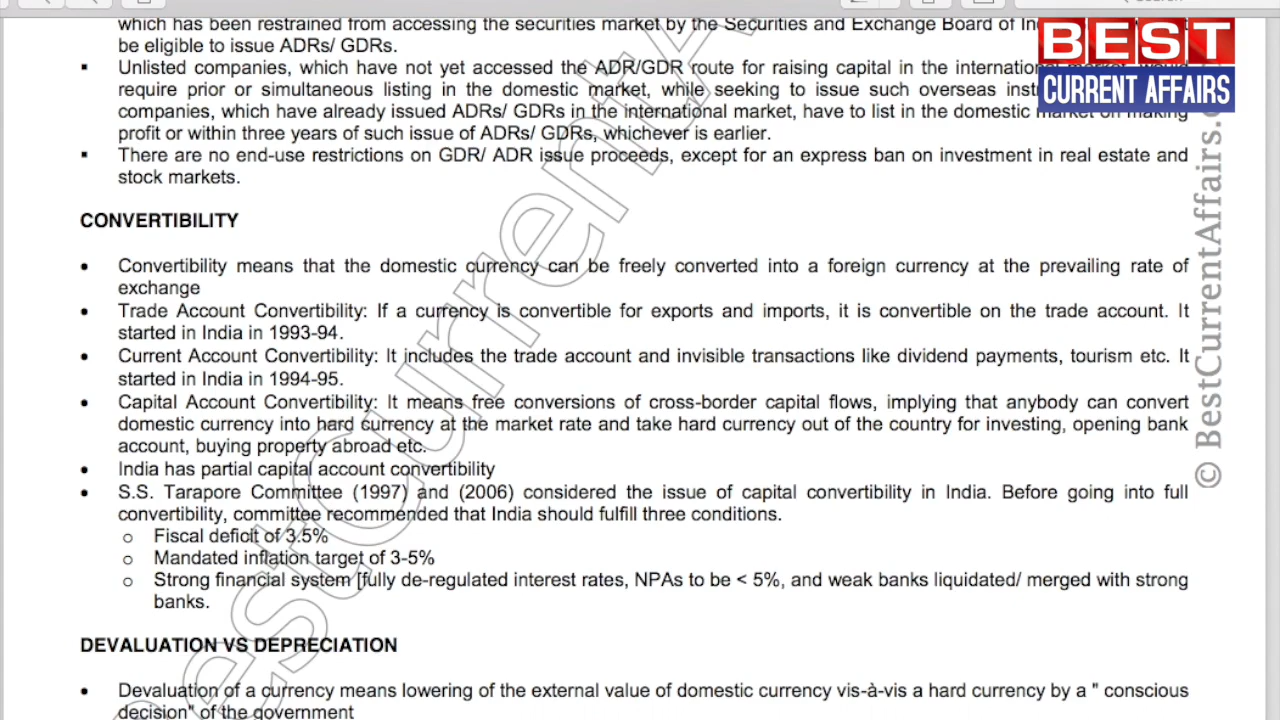 which has been restrained from accessing the securities market by the Securities and Exchange Board of
be eligible to issue ADRs/ GDRs.
BEST
CURRENT AFFAIRS
▪ Unlisted companies, which have not yet accessed the ADR/GDR route for raising capital in the international
require prior or simultaneous listing in the domestic market, while seeking to issue such overseas
companies, which have already issued ADRs/ GDRs in the international market, have to list in the domestic market on making
profit or within three years of such issue of ADRs/ GDRs, whichever is earlier.
▪ There are no end-use restrictions on GDR/ ADR issue proceeds, except for an express ban on investment in real estate and
stock markets.
CONVERTIBILITY
• Convertibility means that the domestic currency can be freely converted into a foreign currency at the prevailing rate of
exchange
• Trade Account Convertibility: If a currency is convertible for exports and imports, it is convertible on the trade account. It
started in India in 1993-94.
• Current Account Convertibility: It includes the trade account and invisible transactions like dividend payments, tourism etc. It
started in India in 1994-95.
• Capital Account Convertibility: It means free conversions of cross-border capital flows, implying that anybody can convert
domestic currency into hard currency at the market rate and take hard currency out of the country for investing, opening bank
account, buying property abroad etc.
• India has partial capital account convertibility
• S.S. Tarapore Committee (1997) and (2006) considered the issue of capital convertibility in India. Before going into full
convertibility, committee recommended that India should fulfill three conditions.
o Fiscal deficit of 3.5%
o Mandated inflation target of 3-5%
o Strong financial system [fully de-regulated interest rates, NPAs to be < 5%, and weak banks liquidated/ merged with strong
banks.
DEVALUATION VS DEPRECIATION
• Devaluation of a currency means lowering of the external value of domestic currency vis-à-vis a hard currency by a " conscious
decision" of the government
© BestCurrentAffairs.